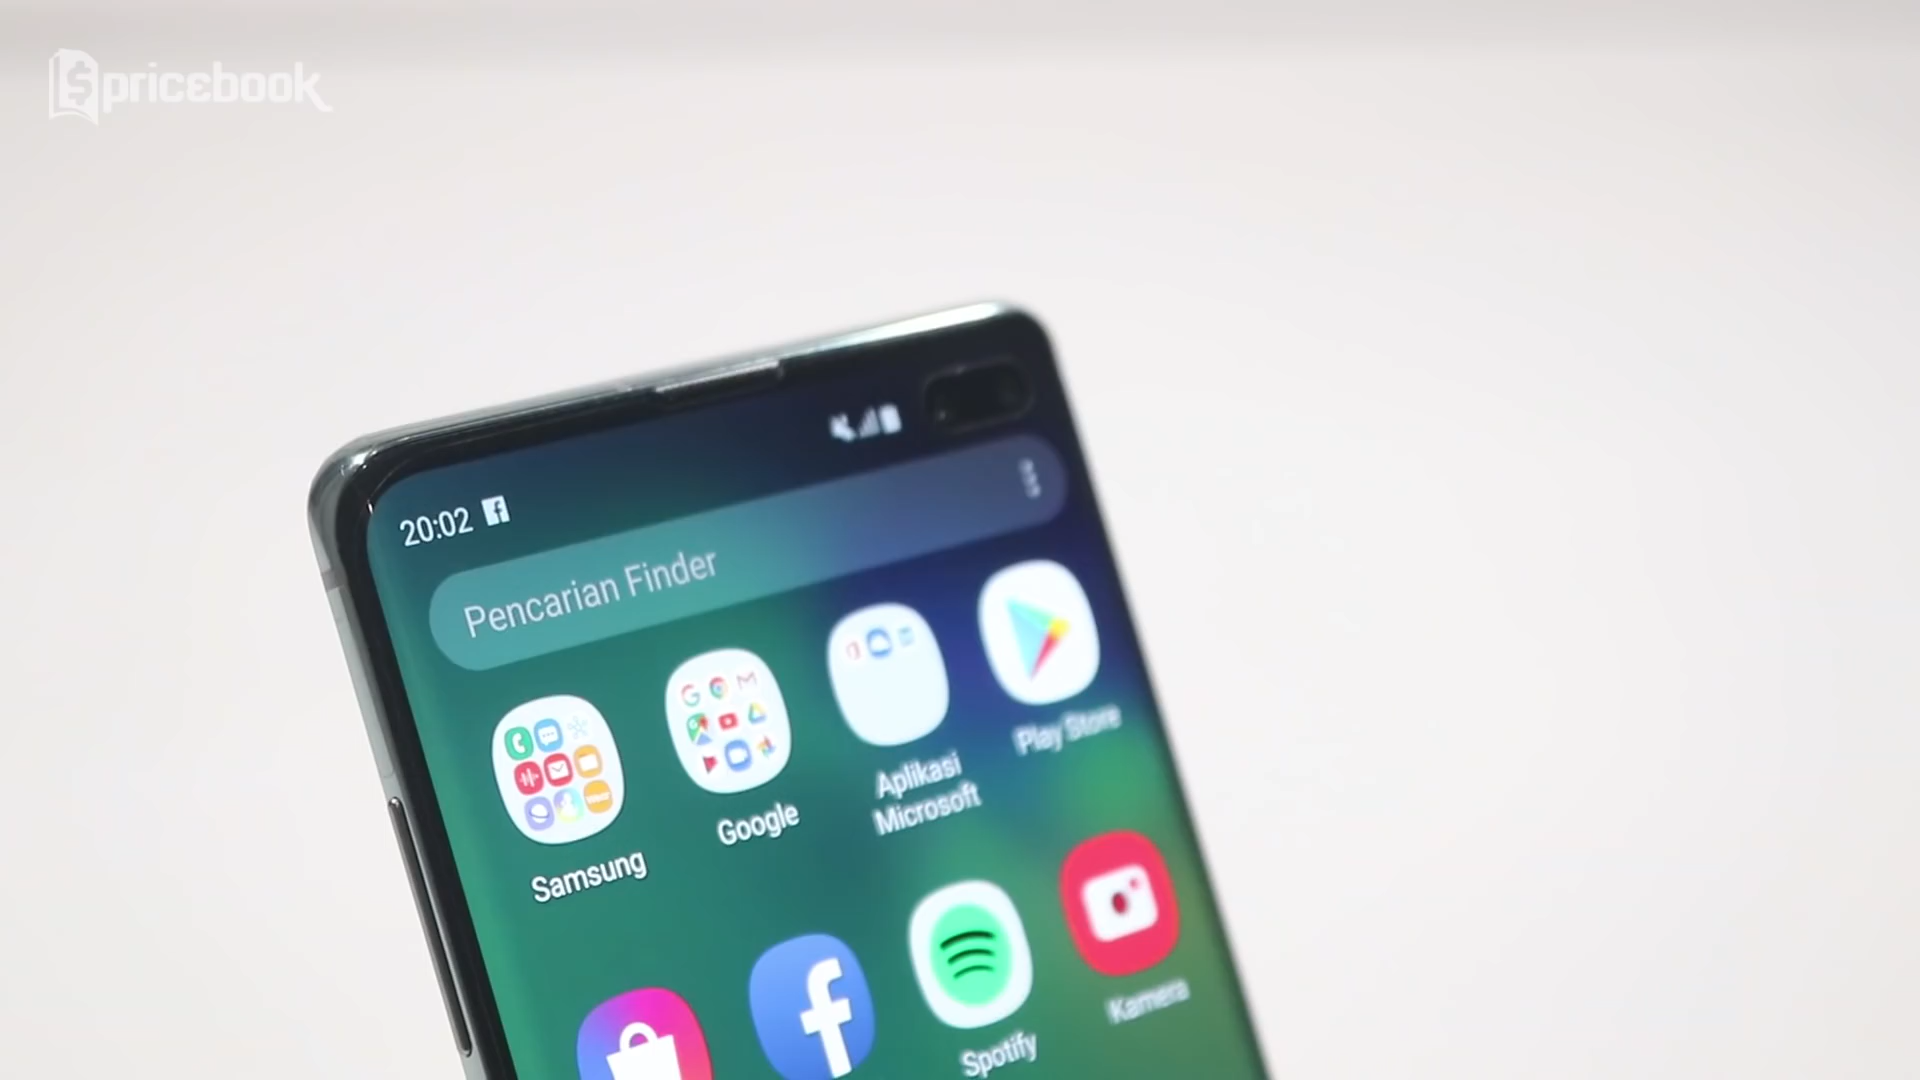 pricebook
20:02
Pencarian Finder
Samsung
Google
Aplikasi
Microsoft
Play Store
Spotify
Kamera